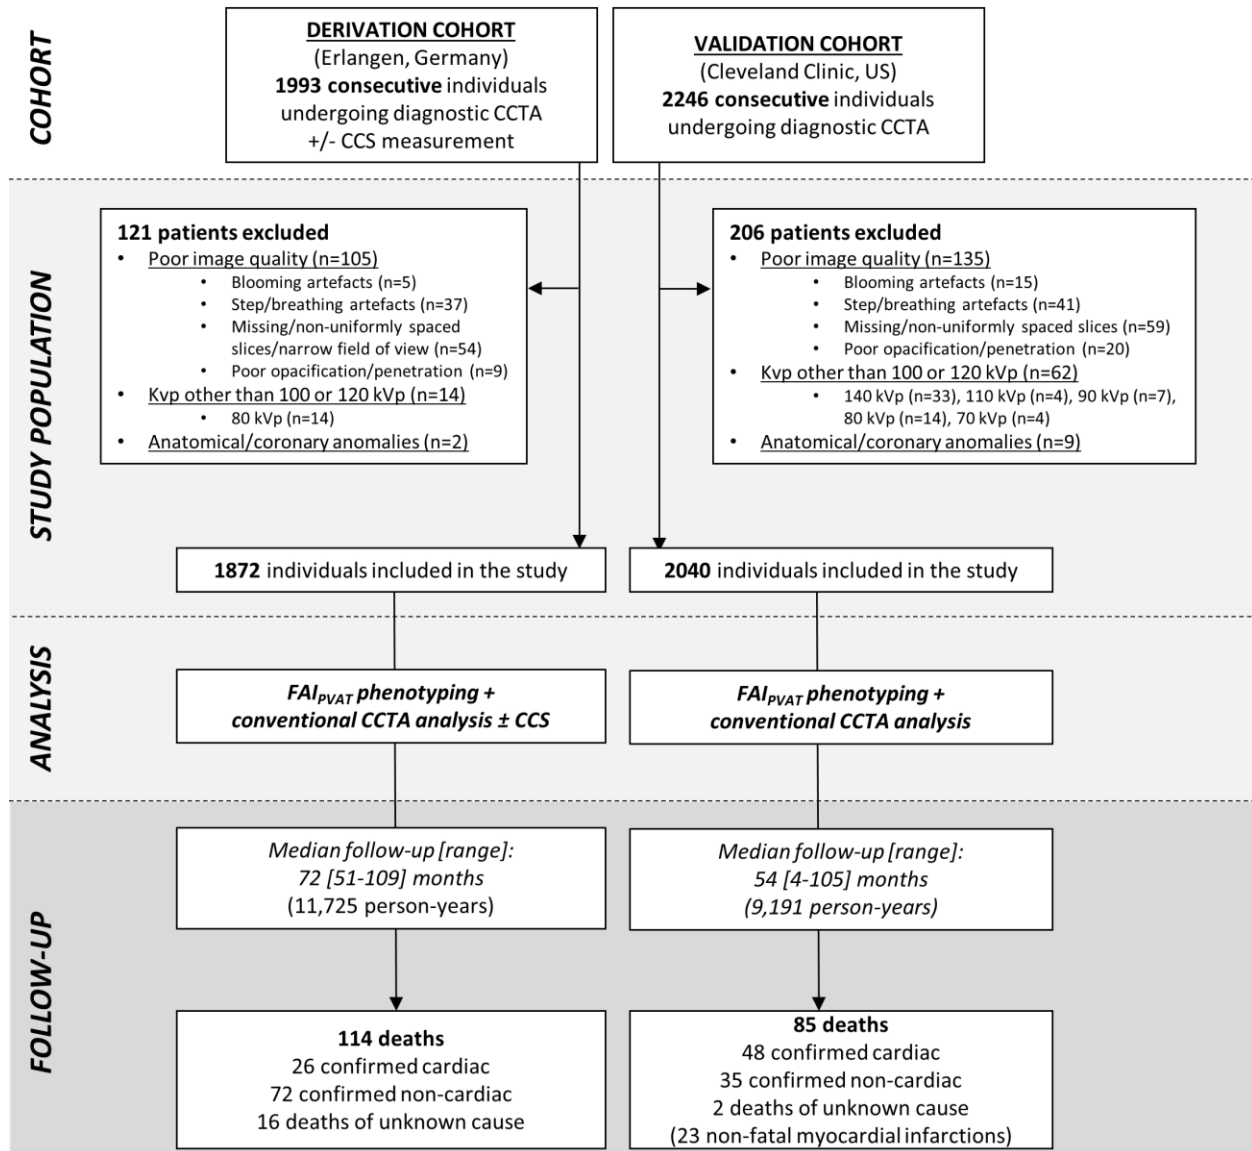 COHORT
DERIVATION COHORT
(Erlangen, Germany)
1993 consecutive individuals
undergoing diagnostic CCTA
+/- CCS measurement
VALIDATION COHORT
(Cleveland Clinic, US)
2246 consecutive individuals
undergoing diagnostic CCTA
STUDY POPULATION
121 patients excluded
• Poor image quality (n=105)
• Blooming artefacts (n=5)
• Step/breathing artefacts (n=37)
• Missing/non-uniformly spaced
slices/narrow field of view (n=54)
• Poor opacification/penetration (n=9)
• Kvp other than 100 or 120 kVp (n=14)
• 80 kVp (n=14)
• Anatomical/coronary anomalies (n=2)
206 patients excluded
• Poor image quality (n=135)
• Blooming artefacts (n=15)
• Step/breathing artefacts (n=41)
• Missing/non-uniformly spaced slices (n=59)
• Poor opacification/penetration (n=20)
• Kvp other than 100 or 120 kVp (n=62)
• 140 kVp (n=33), 110 kVp (n=4), 90 kVp (n=7),
80 kVp (n=14), 70 kVp (n=4)
• Anatomical/coronary anomalies (n=9)
1872 individuals included in the study
2040 individuals included in the study
ANALYSIS
FAIPVAT phenotyping +
conventional CCTA analysis ± CCS
FAIPVAT phenotyping +
conventional CCTA analysis
FOLLOW-UP
Median follow-up [range]:
72 [51-109] months
(11,725 person-years)
Median follow-up [range]:
54 [4-105] months
(9,191 person-years)
114 deaths
26 confirmed cardiac
72 confirmed non-cardiac
16 deaths of unknown cause
85 deaths
48 confirmed cardiac
35 confirmed non-cardiac
2 deaths of unknown cause
(23 non-fatal myocardial infarctions)